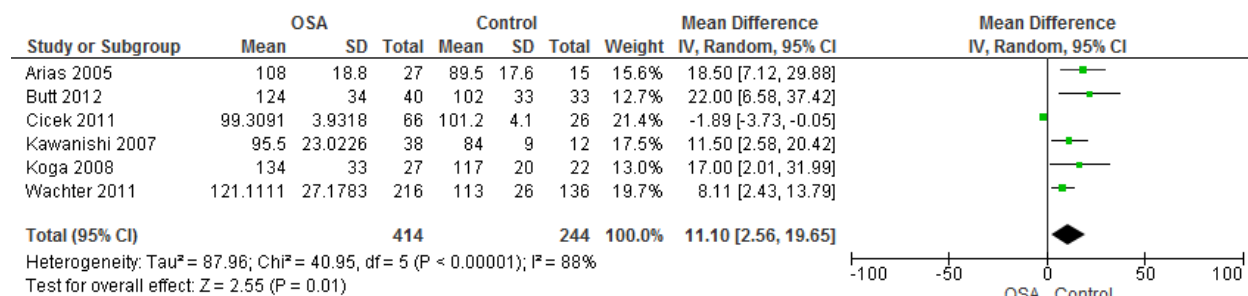 OSA Control Mean Difference Mean Difference
Study or Subgroup Mean SD Total Mean SD Total Weight IV, Random, 95% CI IV, Random, 95% CI
Arias 2005 108 18.8 27 89.5 17.6 15 15.6% 18.50 [7.12, 29.88]
Butt 2012 124 34 40 102 33 33 12.7% 22.00 [6.58, 37.42]
Cicek 2011 99.3091 3.9318 66 101.2 4.1 26 21.4% -1.89 [-3.73, -0.05]
Kawanishi 2007 95.5 23.0226 38 84 9 12 17.5% 11.50 [2.58, 20.42]
Koga 2008 134 33 27 117 20 22 13.0% 17.00 [2.01, 31.99]
Wachter 2011 121.1111 27.1783 216 113 26 136 19.7% 8.11 [2.43, 13.79]
Total (95% CI) 414 244 100.0% 11.10 [2.56, 19.65]
Heterogeneity: Tau² = 87.96; Chi² = 40.95, df = 5 (P < 0.00001); I² = 88%
Test for overall effect: Z = 2.55 (P = 0.01)
-100 -50 0 50 100
OSA Control